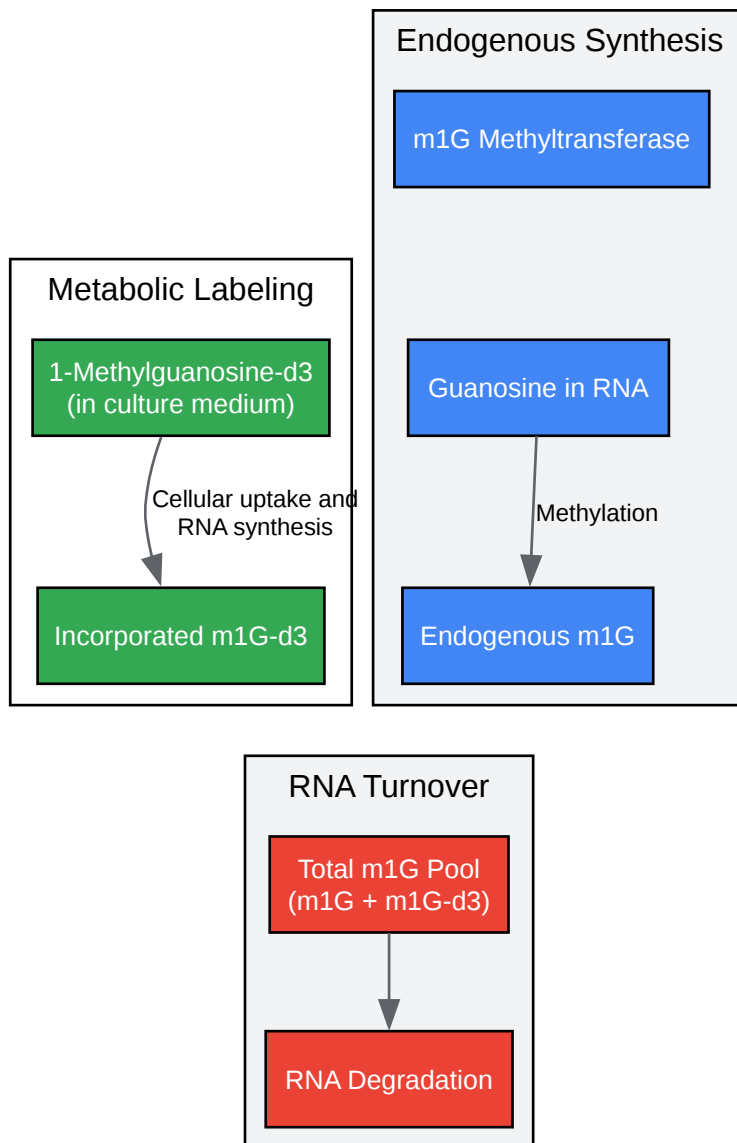 Endogenous Synthesis
m1G Methyltransferase
Metabolic Labeling
1-Methylguanosine-d3
(in culture medium)
Guanosine in RNA
Cellular uptake and
RNA synthesis
Methylation
Incorporated m1G-d3
Endogenous m1G
RNA Turnover
Total m1G Pool
(m1G + m1G-d3)
RNA Degradation